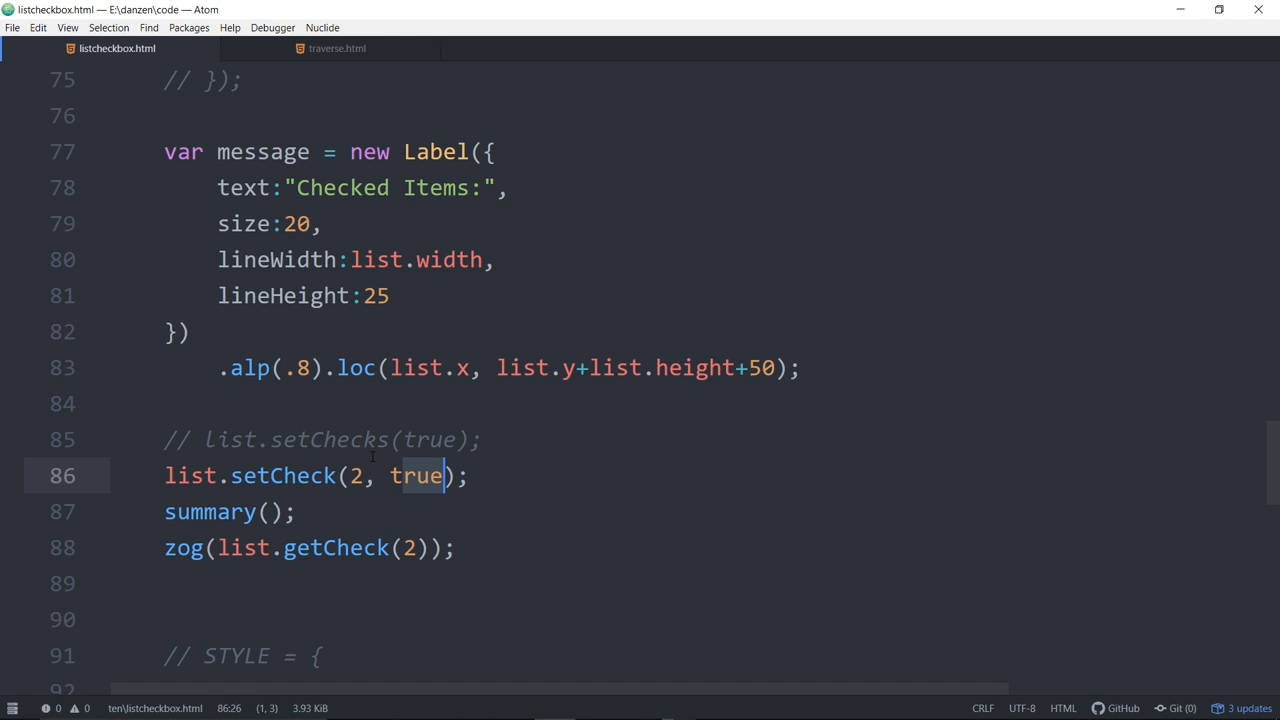 listcheckbox.html — E:\danzen\code — Atom
File Edit View Selection Find Packages Help Debugger Nuclide
listcheckbox.html traverse.html
75 // });
76
77 var message = new Label({
78 text:"Checked Items:",
79 size:20,
80 lineWidth:list.width,
81 lineHeight:25
82 })
83 .alp(.8).loc(list.x, list.y+list.height+50);
84
85 // list.setChecks(true);
86 list.setCheck(2, true);
87 summary();
88 zog(list.getCheck(2));
89
90
91 // STYLE = {
92
0 0 ten\listcheckbox.html 86:26 (1, 3) 3.93 KiB CRLF UTF-8 HTML GitHub Git (0) 3 updates